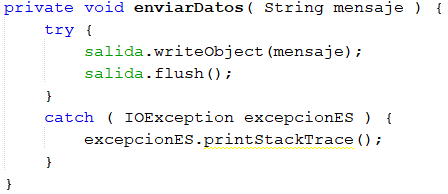 private void enviarDatos( String mensaje ) {
    try {
        salida.writeObject(mensaje);
        salida.flush();
    }
    catch ( IOException excepcionES ) {
        excepcionES.printStackTrace();
    }
}